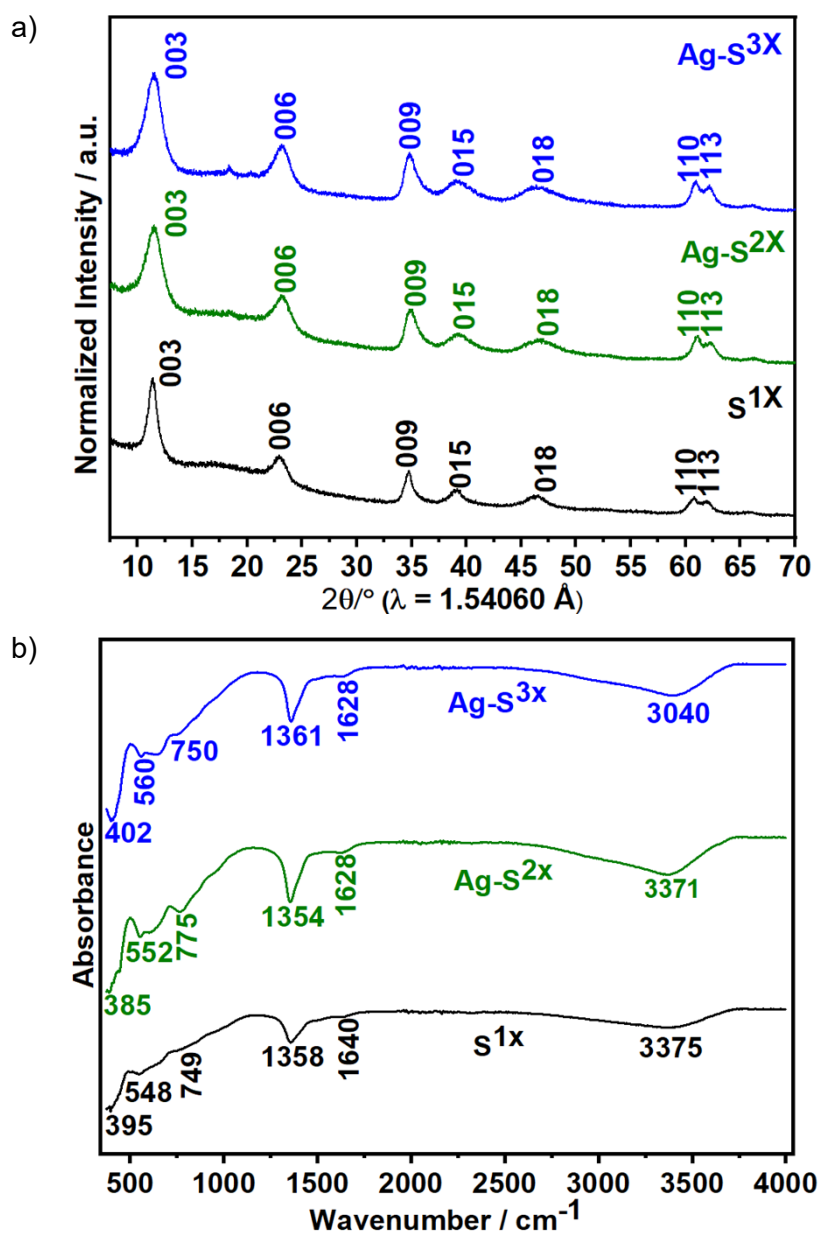 a)
Normalized Intensity / a.u.
Ag-S3X
003
006
009
015
018
110
113
Ag-S2X
003
006
009
015
018
110
113
S1X
003
006
009
015
018
110
113
10 15 20 25 30 35 40 45 50 55 60 65 70
2θ/° (λ = 1.54060 Å)
b)
Absorbance
Ag-S3x
402
560
750
1361
1628
3040
Ag-S2x
385
552
775
1354
1628
3371
S1x
395
548
749
1358
1640
3375
500 1000 1500 2000 2500 3000 3500 4000
Wavenumber / cm-1